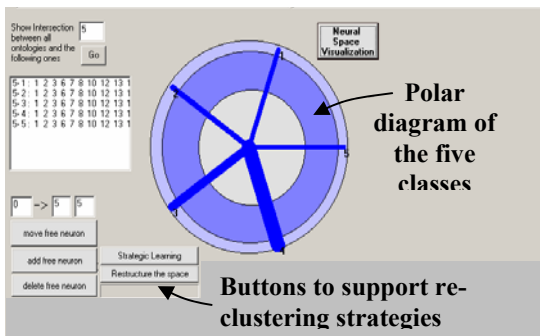 Show Intersection
between all
ontologies and the
following ones
5
Go
5-1 : 1 2 3 6 7 8 10 12 13 1
5-2 : 1 2 3 6 7 8 10 12 13 1
5-3 : 1 2 3 6 7 8 10 12 13 1
5-4 : 1 2 3 6 7 8 10 12 13 1
5-5 : 1 2 3 6 7 8 10 12 13 1
0 -> 5 5
move free neuron
add free neuron
delete free neuron
Strategic Learning
Restructure the space
Neural
Space
Visualization
1
2
3
4
5
Polar
diagram of
the five
classes
Buttons to support re-
clustering strategies